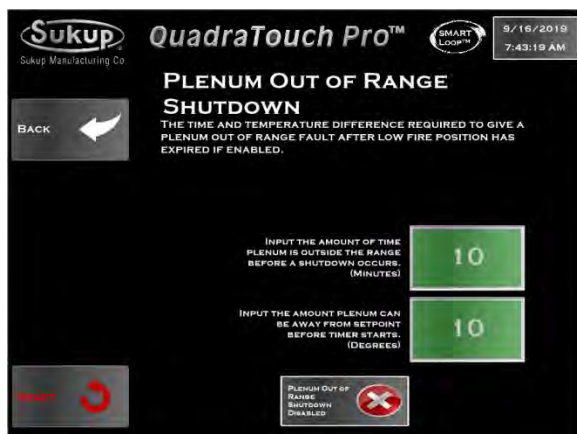 Sukup®
Sukup Manufacturing Co.
QuadraTouch Pro™
SMART
LOOP™
9/16/2019
7:43:19 AM
PLENUM OUT OF RANGE
SHUTDOWN
THE TIME AND TEMPERATURE DIFFERENCE REQUIRED TO GIVE A
PLENUM OUT OF RANGE FAULT AFTER LOW FIRE POSITION HAS
EXPIRED IF ENABLED.
BACK
INPUT THE AMOUNT OF TIME
PLENUM IS OUTSIDE THE RANGE
BEFORE A SHUTDOWN OCCURS.
(MINUTES)
10
INPUT THE AMOUNT PLENUM CAN
BE AWAY FROM SETPOINT
BEFORE TIMER STARTS.
(DEGREES)
10
RESET
PLENUM OUT OF
RANGE
SHUTDOWN
DISABLED